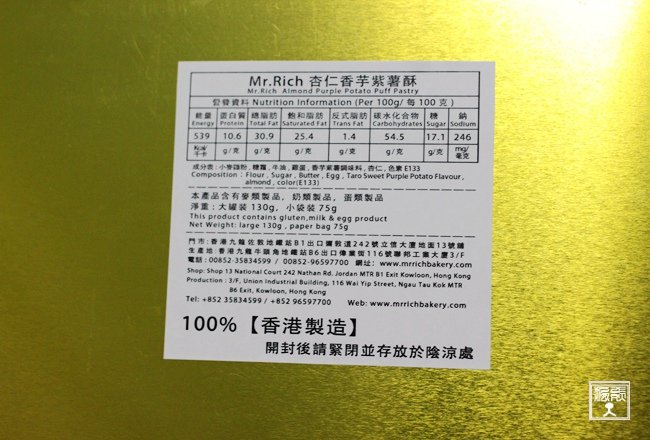 Mr.Rich 杏仁香芋紫薯酥
Mr.Rich Almond Purple Potato Puff Pastry
營發資料 Nutrition Information (Per 100g/ 每 100 克 )
能量 蛋白質 總脂肪 飽和脂肪 反式脂肪 碳水化合物 糖 鈉
Energy Protein Total Fat Saturated Fat Trans Fat Carbohydrates Sugar Sodium
539 10.6 30.9 25.4 1.4 54.5 17.1 246
Kcal/千卡 g/克 g/克 g/克 g/克 g/克 g/克 mg/毫克
成分表 : 小麥麵粉, 糖霜, 牛油, 雞蛋, 香芋紫薯調味料, 杏仁, 色素 E133
Composition : Flour , Sugar , Butter , Egg , Taro Sweet Purple Potato Flavour ,
almond , color(E133)
本產品含有麥類製品, 奶類製品, 蛋類製品
淨重 : 大罐裝 130g, 小袋裝 75g
This product contains gluten,milk & egg product
Net Weight: large 130g , paper bag 75g
門市 : 香港九龍佐敦地鐵站B1出口彌敦道242號立信大廈地面13號舖
生產地 : 香港九龍牛頭角地鐵站B6出口偉業街116號聯邦工業大廈3/F
電話 : 00852-35834599 / 00852-96597700 網址: www.mrrichbakery.com
Shop: Shop 13 National Court 242 Nathan Rd. Jordan MTR B1 Exit Kowloon, Hong Kong
Production : 3/F, Union Industrial Building, 116 Wai Yip Street, Ngau Tau Kok MTR
B6 Exit, Kowloon, Hong Kong
Tel: +852 35834599 / +852 96597700 Web: www.mrrichbakery.com
100%【香港製造】
開封後請緊閉並存放於陰涼處